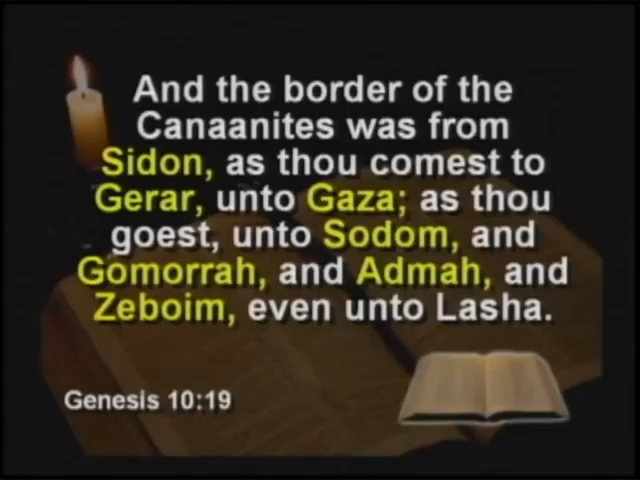 And the border of the
Canaanites was from
Sidon, as thou comest to
Gerar, unto Gaza; as thou
goest, unto Sodom, and
Gomorrah, and Admah, and
Zeboim, even unto Lasha.
Genesis 10:19